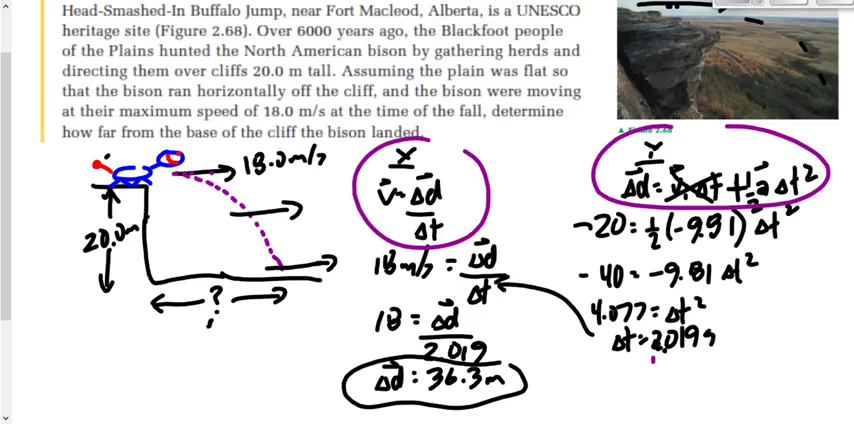 Head-Smashed-In Buffalo Jump, near Fort Macleod, Alberta, is a UNESCO
heritage site (Figure 2.68). Over 6000 years ago, the Blackfoot people
of the Plains hunted the North American bison by gathering herds and
directing them over cliffs 20.0 m tall. Assuming the plain was flat so
that the bison ran horizontally off the cliff, and the bison were moving
at their maximum speed of 18.0 m/s at the time of the fall, determine
how far from the base of the cliff the bison landed.
▲ Figure 2.68
18.0 m/s
20.0m
?
X
v⃗ = Δd⃗/Δt
18 m/s = Δd⃗/Δt
18 = Δd⃗/2.019
Δd⃗ = 36.3 m
Y
Δd⃗ = v⃗ᵢΔt + ½ a⃗ Δt²
-20 = ½(-9.81) Δt²
-40 = -9.81 Δt²
4.077 = Δt²
Δt = 2.019 s